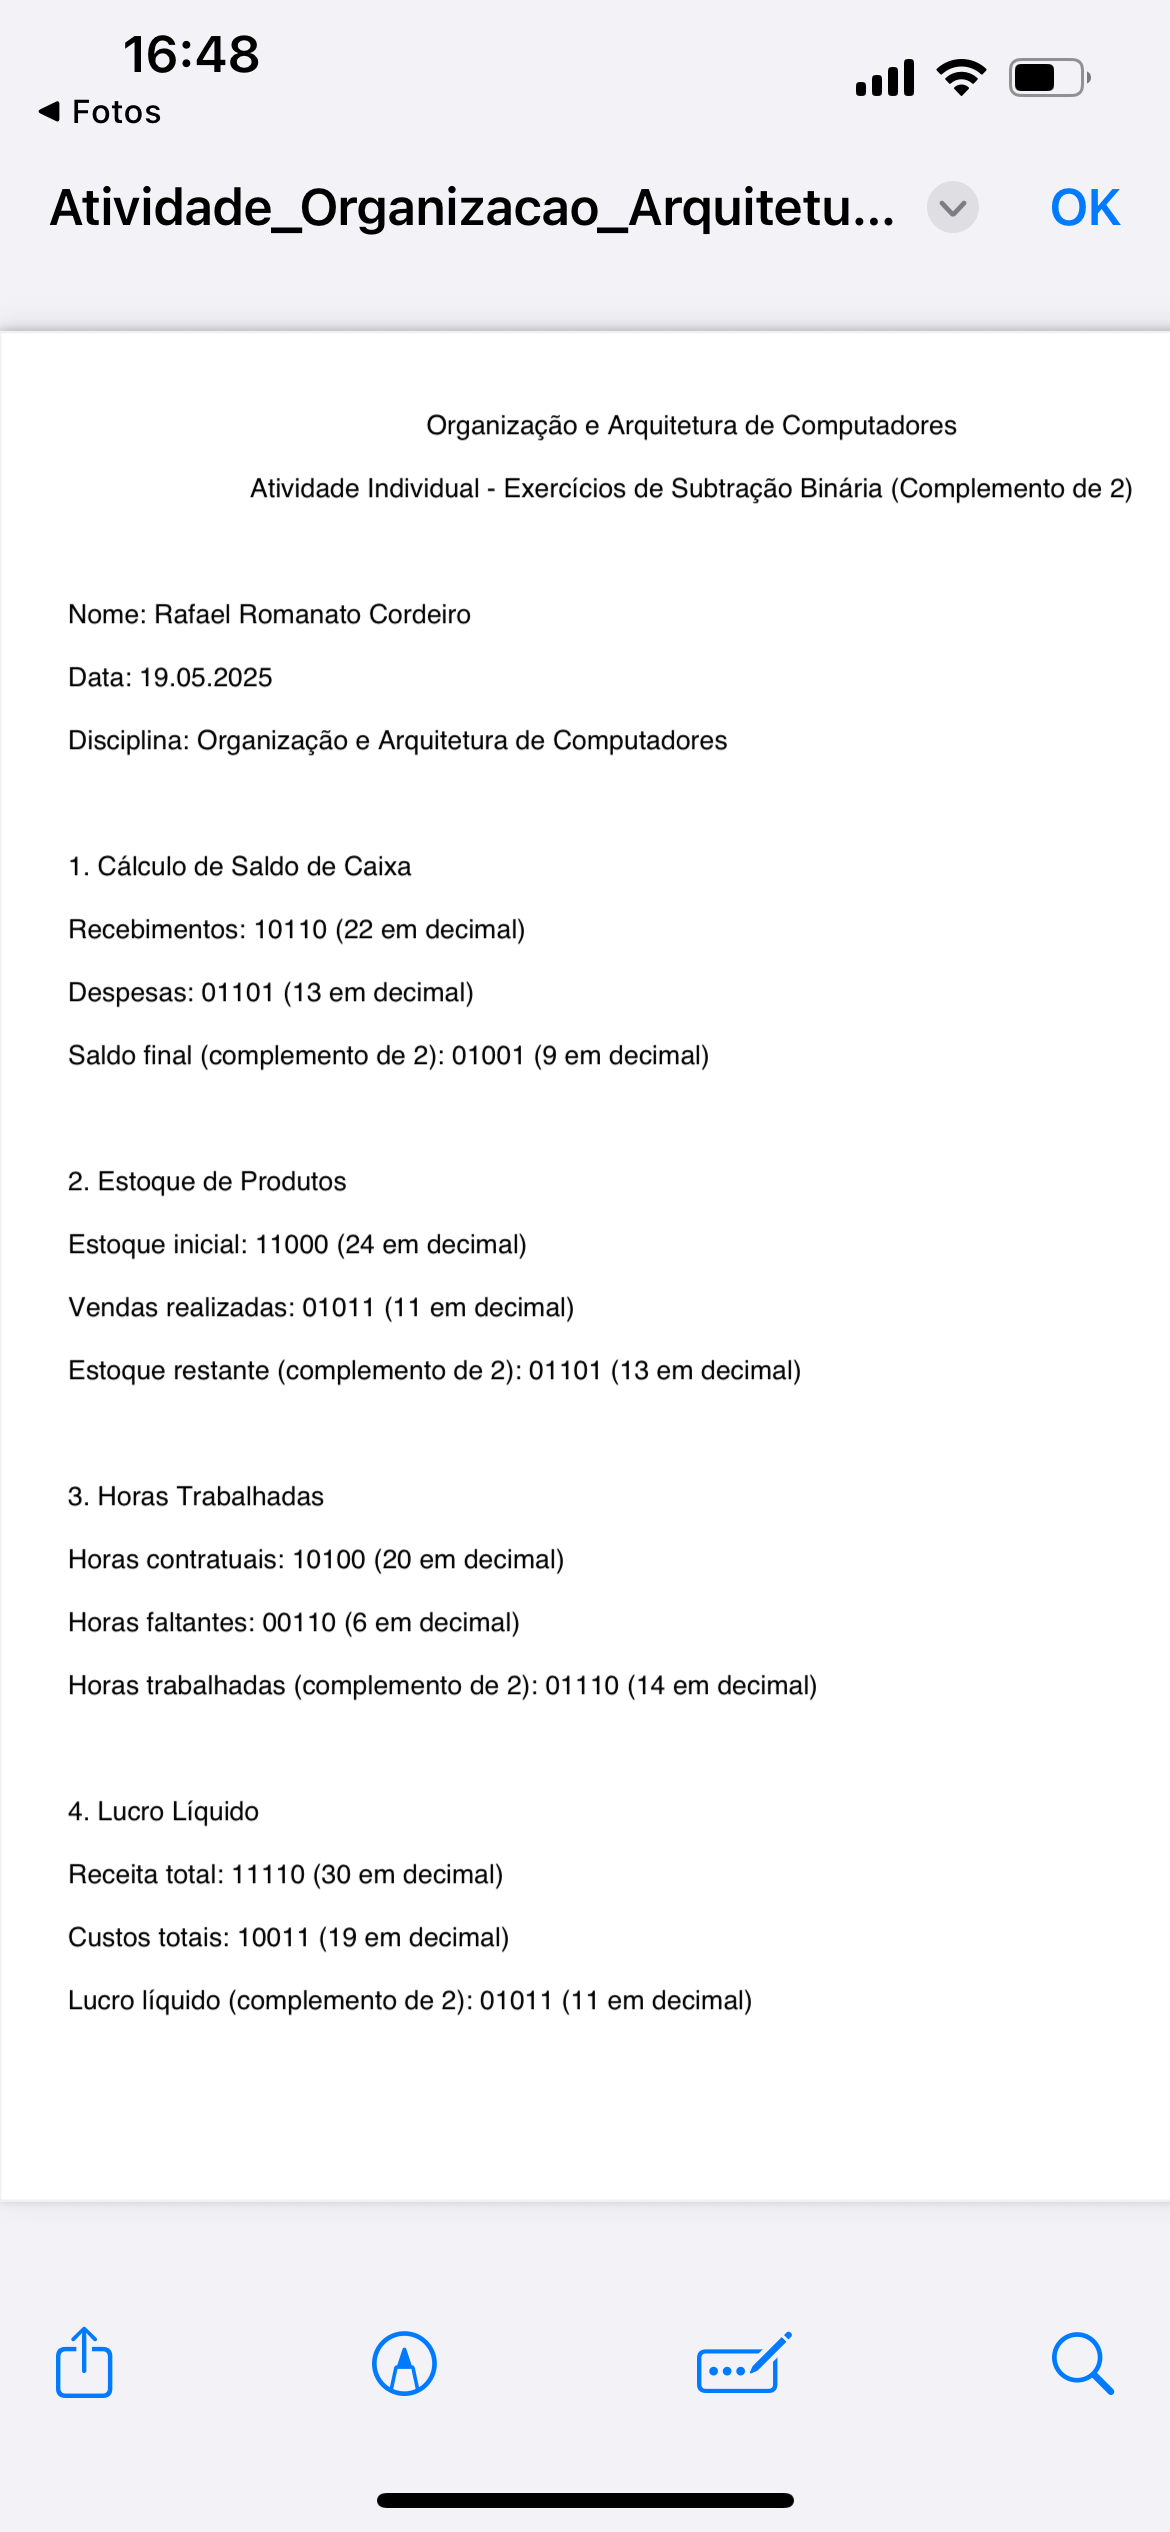 16:48
◀ Fotos
Atividade_Organizacao_Arquitetu...
OK
Organização e Arquitetura de Computadores
Atividade Individual - Exercícios de Subtração Binária (Complemento de 2)
Nome: Rafael Romanato Cordeiro
Data: 19.05.2025
Disciplina: Organização e Arquitetura de Computadores
1. Cálculo de Saldo de Caixa
Recebimentos: 10110 (22 em decimal)
Despesas: 01101 (13 em decimal)
Saldo final (complemento de 2): 01001 (9 em decimal)
2. Estoque de Produtos
Estoque inicial: 11000 (24 em decimal)
Vendas realizadas: 01011 (11 em decimal)
Estoque restante (complemento de 2): 01101 (13 em decimal)
3. Horas Trabalhadas
Horas contratuais: 10100 (20 em decimal)
Horas faltantes: 00110 (6 em decimal)
Horas trabalhadas (complemento de 2): 01110 (14 em decimal)
4. Lucro Líquido
Receita total: 11110 (30 em decimal)
Custos totais: 10011 (19 em decimal)
Lucro líquido (complemento de 2): 01011 (11 em decimal)